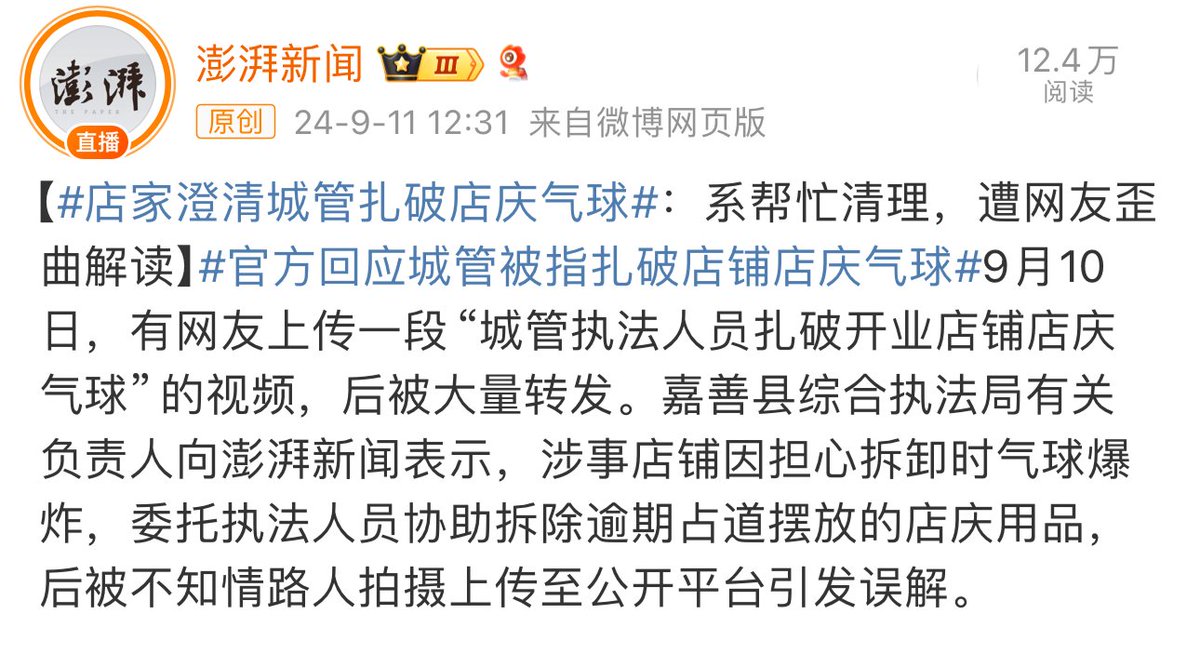 澎湃新闻 III
12.4万
阅读
澎湃
THE PAPER
直播
原创 24-9-11 12:31 来自微博网页版
【#店家澄清城管扎破店庆气球#：系帮忙清理，遭网友歪
曲解读】#官方回应城管被指扎破店铺店庆气球#9月10
日，有网友上传一段“城管执法人员扎破开业店铺店庆
气球”的视频，后被大量转发。嘉善县综合执法局有关
负责人向澎湃新闻表示，涉事店铺因担心拆卸时气球爆
炸，委托执法人员协助拆除逾期占道摆放的店庆用品，
后被不知情路人拍摄上传至公开平台引发误解。